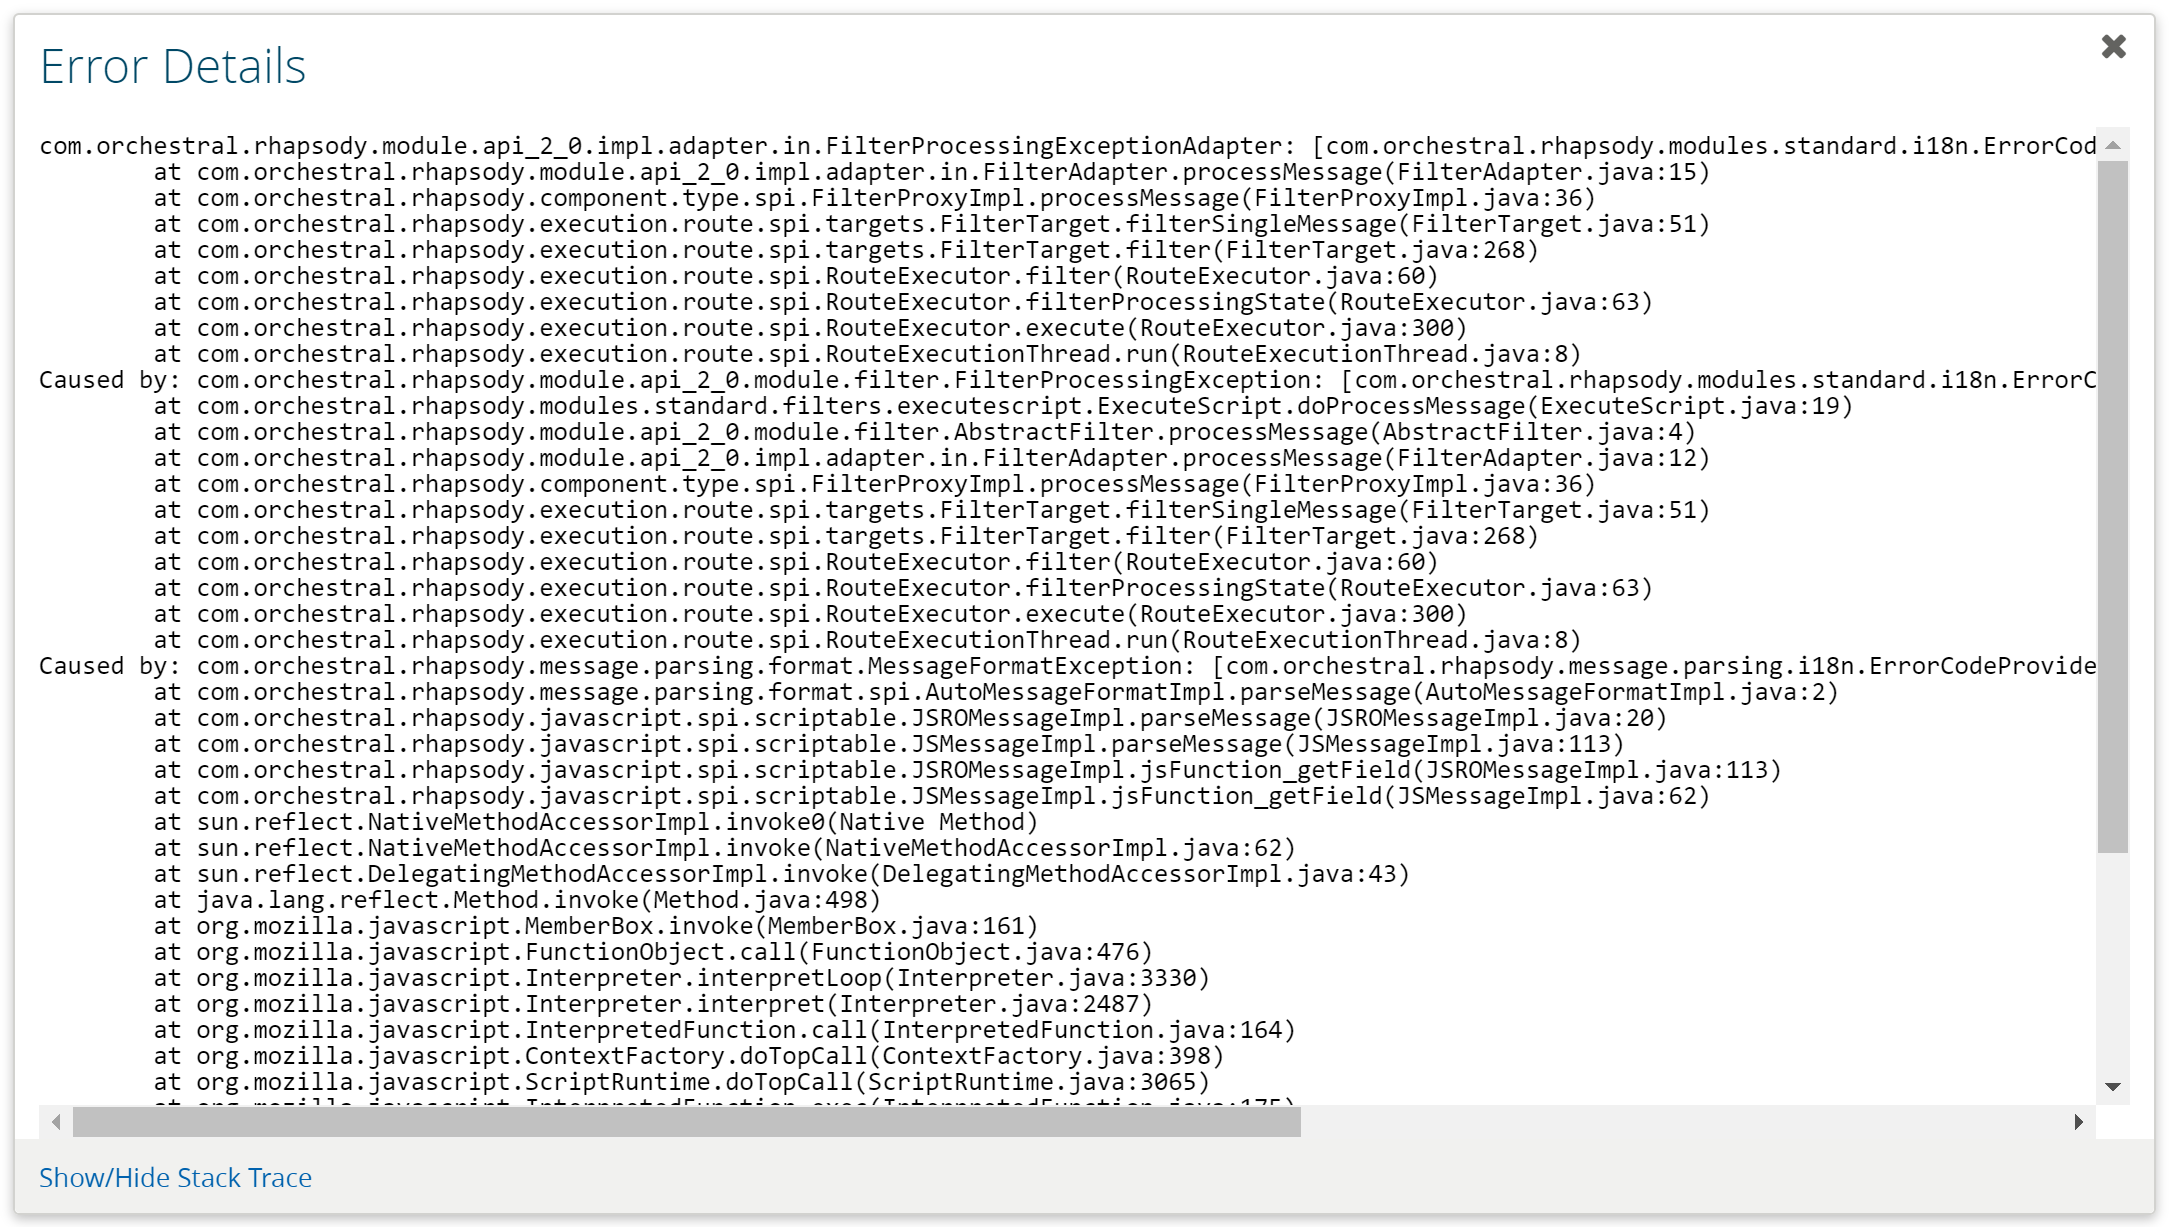 Error Details
com.orchestral.rhapsody.module.api_2_0.impl.adapter.in.FilterProcessingExceptionAdapter: [com.orchestral.rhapsody.modules.standard.i18n.ErrorCod
at com.orchestral.rhapsody.module.api_2_0.impl.adapter.in.FilterAdapter.processMessage(FilterAdapter.java:15)
at com.orchestral.rhapsody.component.type.spi.FilterProxyImpl.processMessage(FilterProxyImpl.java:36)
at com.orchestral.rhapsody.execution.route.spi.targets.FilterTarget.filterSingleMessage(FilterTarget.java:51)
at com.orchestral.rhapsody.execution.route.spi.targets.FilterTarget.filter(FilterTarget.java:268)
at com.orchestral.rhapsody.execution.route.spi.RouteExecutor.filter(RouteExecutor.java:60)
at com.orchestral.rhapsody.execution.route.spi.RouteExecutor.filterProcessingState(RouteExecutor.java:63)
at com.orchestral.rhapsody.execution.route.spi.RouteExecutor.execute(RouteExecutor.java:300)
at com.orchestral.rhapsody.execution.route.spi.RouteExecutionThread.run(RouteExecutionThread.java:8)
Caused by: com.orchestral.rhapsody.module.api_2_0.module.filter.FilterProcessingException: [com.orchestral.rhapsody.modules.standard.i18n.ErrorC
at com.orchestral.rhapsody.modules.standard.filters.executescript.ExecuteScript.doProcessMessage(ExecuteScript.java:19)
at com.orchestral.rhapsody.module.api_2_0.module.filter.AbstractFilter.processMessage(AbstractFilter.java:4)
at com.orchestral.rhapsody.module.api_2_0.impl.adapter.in.FilterAdapter.processMessage(FilterAdapter.java:12)
at com.orchestral.rhapsody.component.type.spi.FilterProxyImpl.processMessage(FilterProxyImpl.java:36)
at com.orchestral.rhapsody.execution.route.spi.targets.FilterTarget.filterSingleMessage(FilterTarget.java:51)
at com.orchestral.rhapsody.execution.route.spi.targets.FilterTarget.filter(FilterTarget.java:268)
at com.orchestral.rhapsody.execution.route.spi.RouteExecutor.filter(RouteExecutor.java:60)
at com.orchestral.rhapsody.execution.route.spi.RouteExecutor.filterProcessingState(RouteExecutor.java:63)
at com.orchestral.rhapsody.execution.route.spi.RouteExecutor.execute(RouteExecutor.java:300)
at com.orchestral.rhapsody.execution.route.spi.RouteExecutionThread.run(RouteExecutionThread.java:8)
Caused by: com.orchestral.rhapsody.message.parsing.format.MessageFormatException: [com.orchestral.rhapsody.message.parsing.i18n.ErrorCodeProvide
at com.orchestral.rhapsody.message.parsing.format.spi.AutoMessageFormatImpl.parseMessage(AutoMessageFormatImpl.java:2)
at com.orchestral.rhapsody.javascript.spi.scriptable.JSROMessageImpl.parseMessage(JSROMessageImpl.java:20)
at com.orchestral.rhapsody.javascript.spi.scriptable.JSMessageImpl.parseMessage(JSMessageImpl.java:113)
at com.orchestral.rhapsody.javascript.spi.scriptable.JSROMessageImpl.jsFunction_getField(JSROMessageImpl.java:113)
at com.orchestral.rhapsody.javascript.spi.scriptable.JSMessageImpl.jsFunction_getField(JSMessageImpl.java:62)
at sun.reflect.NativeMethodAccessorImpl.invoke0(Native Method)
at sun.reflect.NativeMethodAccessorImpl.invoke(NativeMethodAccessorImpl.java:62)
at sun.reflect.DelegatingMethodAccessorImpl.invoke(DelegatingMethodAccessorImpl.java:43)
at java.lang.reflect.Method.invoke(Method.java:498)
at org.mozilla.javascript.MemberBox.invoke(MemberBox.java:161)
at org.mozilla.javascript.FunctionObject.call(FunctionObject.java:476)
at org.mozilla.javascript.Interpreter.interpretLoop(Interpreter.java:3330)
at org.mozilla.javascript.Interpreter.interpret(Interpreter.java:2487)
at org.mozilla.javascript.InterpretedFunction.call(InterpretedFunction.java:164)
at org.mozilla.javascript.ContextFactory.doTopCall(ContextFactory.java:398)
at org.mozilla.javascript.ScriptRuntime.doTopCall(ScriptRuntime.java:3065)
Show/Hide Stack Trace